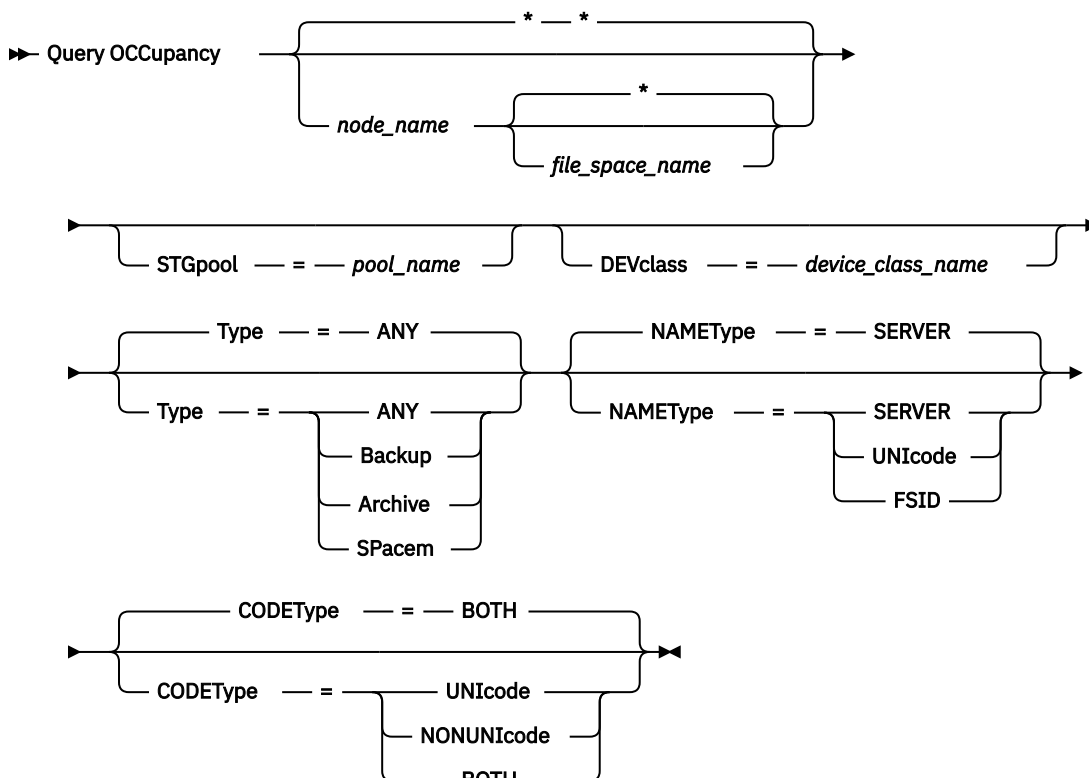 * *
Query OCCupancy
*
node_name
file_space_name
STGpool = pool_name DEVclass = device_class_name
Type = ANY NAMEType = SERVER
Type = ANY NAMEType = SERVER
Backup UNIcode
Archive FSID
SPacem
CODEType = BOTH
CODEType = UNIcode
NONUNIcode
BOTH